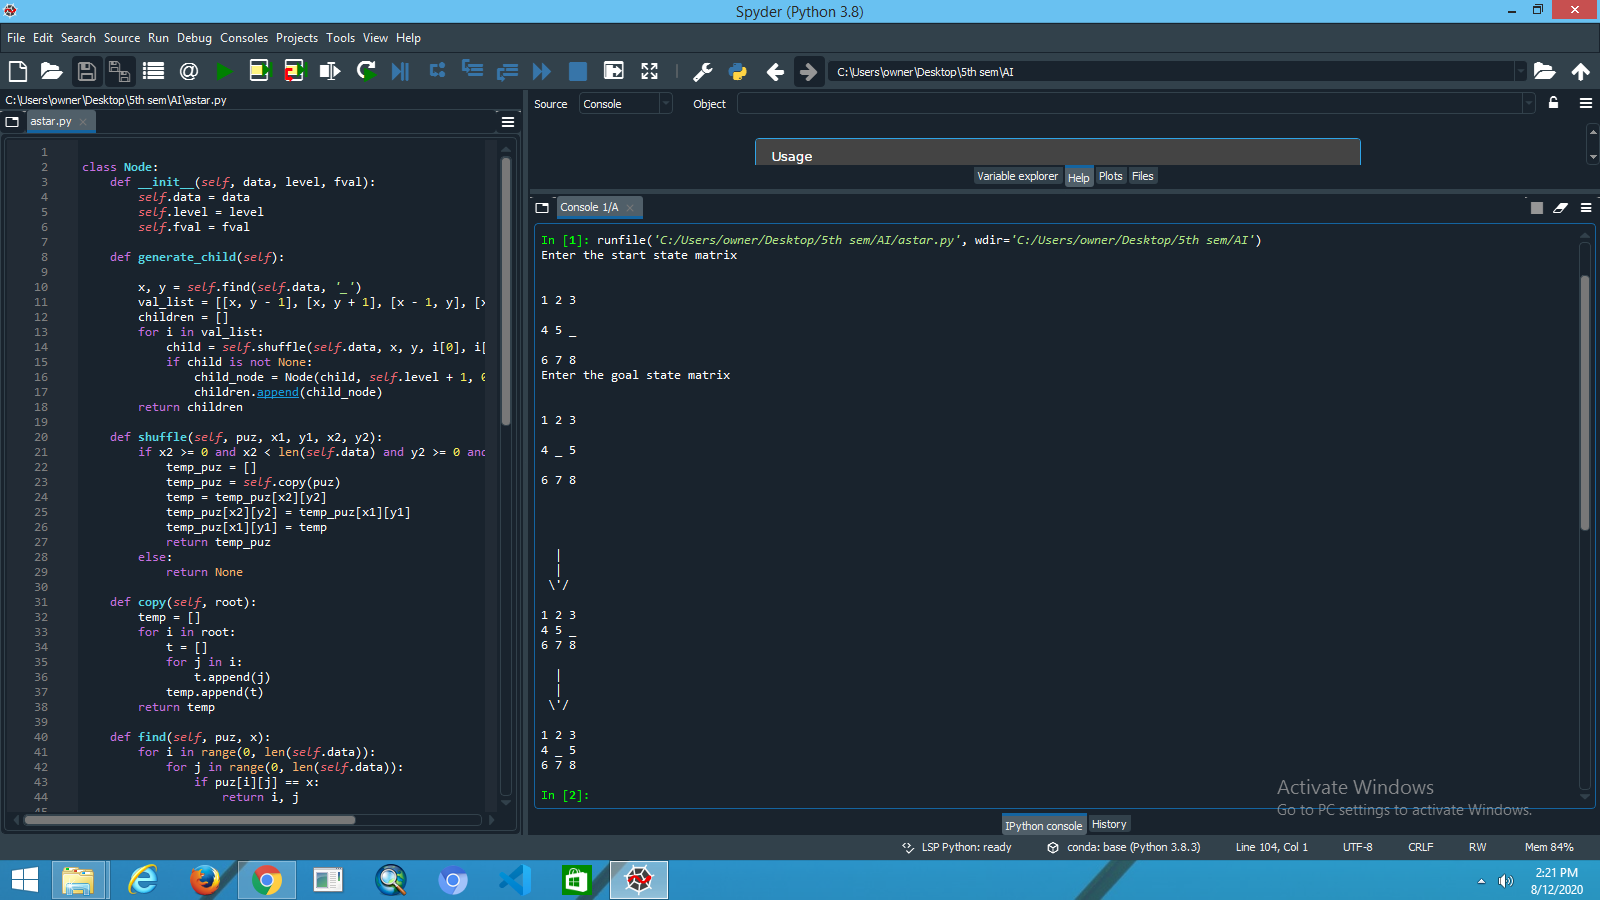 Spyder (Python 3.8)
File Edit Search Source Run Debug Consoles Projects Tools View Help
C:\Users\owner\Desktop\5th sem\AI
C:\Users\owner\Desktop\5th sem\AI\astar.py
astar.py
1
2 class Node:
3 def __init__(self, data, level, fval):
4 self.data = data
5 self.level = level
6 self.fval = fval
7
8 def generate_child(self):
9
10 x, y = self.find(self.data, '_')
11 val_list = [[x, y - 1], [x, y + 1], [x - 1, y], [x
12 children = []
13 for i in val_list:
14 child = self.shuffle(self.data, x, y, i[0], i[
15 if child is not None:
16 child_node = Node(child, self.level + 1, 0
17 children.append(child_node)
18 return children
19
20 def shuffle(self, puz, x1, y1, x2, y2):
21 if x2 >= 0 and x2 < len(self.data) and y2 >= 0 and
22 temp_puz = []
23 temp_puz = self.copy(puz)
24 temp = temp_puz[x2][y2]
25 temp_puz[x2][y2] = temp_puz[x1][y1]
26 temp_puz[x1][y1] = temp
27 return temp_puz
28 else:
29 return None
30
31 def copy(self, root):
32 temp = []
33 for i in root:
34 t = []
35 for j in i:
36 t.append(j)
37 temp.append(t)
38 return temp
39
40 def find(self, puz, x):
41 for i in range(0, len(self.data)):
42 for j in range(0, len(self.data)):
43 if puz[i][j] == x:
44 return i, j
Source Console Object
Usage
Variable explorer Help Plots Files
Console 1/A
In [1]: runfile('C:/Users/owner/Desktop/5th sem/AI/astar.py', wdir='C:/Users/owner/Desktop/5th sem/AI')
Enter the start state matrix
1 2 3
4 5 _
6 7 8
Enter the goal state matrix
1 2 3
4 _ 5
6 7 8
|
|
\'/
1 2 3
4 5 _
6 7 8
|
|
\'/
1 2 3
4 _ 5
6 7 8
In [2]:
Activate Windows
Go to PC settings to activate Windows.
IPython console History
LSP Python: ready conda: base (Python 3.8.3) Line 104, Col 1 UTF-8 CRLF RW Mem 84%
2:21 PM
8/12/2020